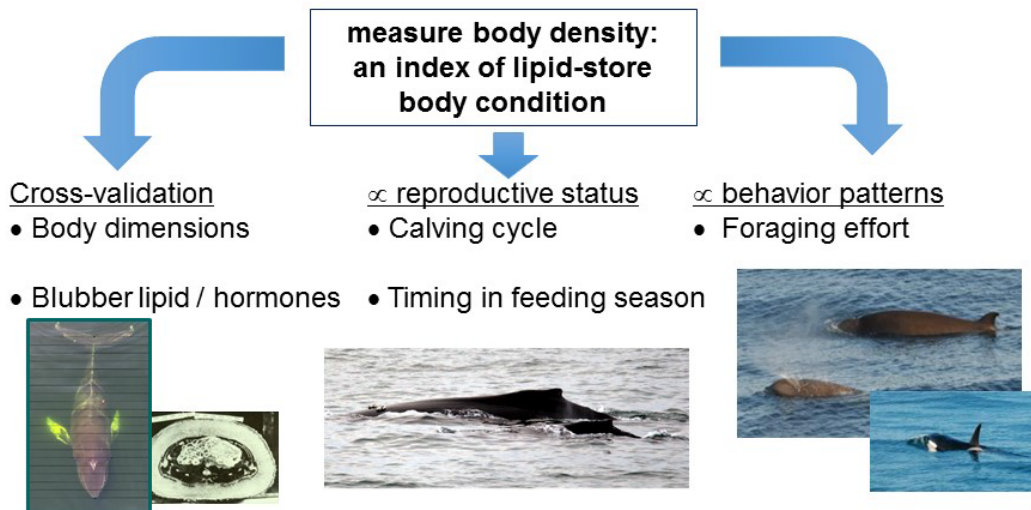 measure body density:
an index of lipid-store
body condition
Cross-validation
• Body dimensions
• Blubber lipid / hormones
∝ reproductive status
• Calving cycle
• Timing in feeding season
∝ behavior patterns
• Foraging effort